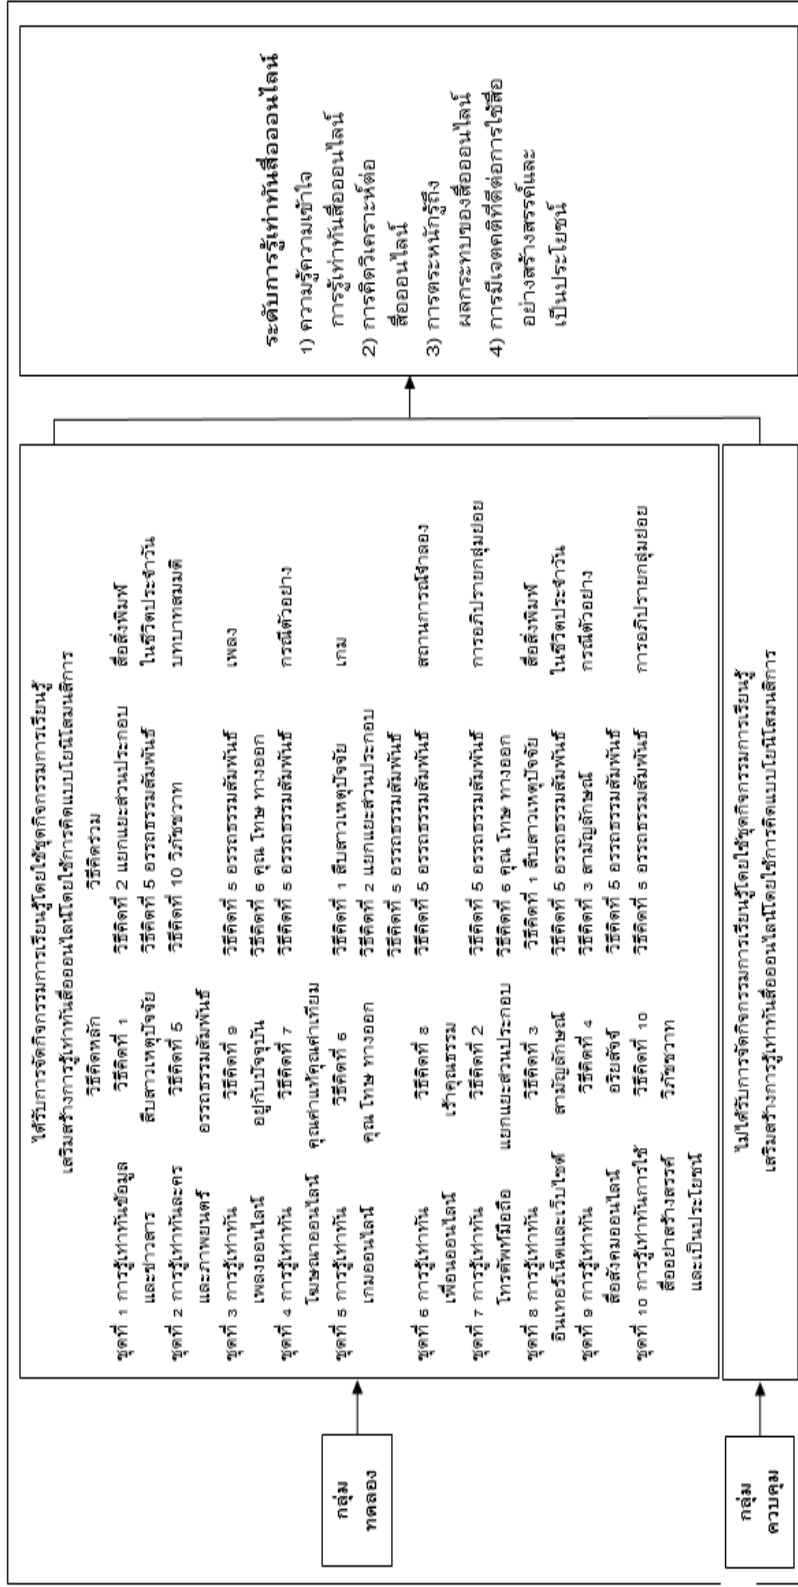 กลุ่ม
ทดลอง
ได้รับการจัดกิจกรรมการเรียนรู้โดยใช้ชุดกิจกรรมการเรียนรู้
เสริมสร้างการรู้เท่าทันสื่อออนไลน์โดยใช้การคิดแบบโยนิโสมนสิการ
วิธีคิดหลัก วิธีคิดร่วม
ชุดที่ 1 การรู้เท่าทันข้อมูล วิธีคิดที่ 1 วิธีคิดที่ 2 แยกแยะส่วนประกอบ สื่อสิ่งพิมพ์
และข่าวสาร สืบสาวเหตุปัจจัย วิธีคิดที่ 5 อรรถธรรมสัมพันธ์ ในชีวิตประจำวัน
ชุดที่ 2 การรู้เท่าทันละคร วิธีคิดที่ 5 วิธีคิดที่ 10 วิภัชชวาท บทบาทสมมติ
และภาพยนตร์ อรรถธรรมสัมพันธ์
ชุดที่ 3 การรู้เท่าทัน วิธีคิดที่ 9 วิธีคิดที่ 5 อรรถธรรมสัมพันธ์ เพลง
เพลงออนไลน์ อยู่กับปัจจุบัน วิธีคิดที่ 6 คุณ โทษ ทางออก
ชุดที่ 4 การรู้เท่าทัน วิธีคิดที่ 7 วิธีคิดที่ 5 อรรถธรรมสัมพันธ์ กรณีตัวอย่าง
โฆษณาออนไลน์ คุณค่าแท้คุณค่าเทียม
ชุดที่ 5 การรู้เท่าทัน วิธีคิดที่ 6 วิธีคิดที่ 1 สืบสาวเหตุปัจจัย เกม
เกมออนไลน์ คุณ โทษ ทางออก วิธีคิดที่ 2 แยกแยะส่วนประกอบ
วิธีคิดที่ 5 อรรถธรรมสัมพันธ์
ชุดที่ 6 การรู้เท่าทัน วิธีคิดที่ 8 วิธีคิดที่ 5 อรรถธรรมสัมพันธ์ สถานการณ์จำลอง
เพื่อนออนไลน์ เร้าคุณธรรม
ชุดที่ 7 การรู้เท่าทัน วิธีคิดที่ 2 วิธีคิดที่ 5 อรรถธรรมสัมพันธ์ การอภิปรายกลุ่มย่อย
โทรศัพท์มือถือ แยกแยะส่วนประกอบ วิธีคิดที่ 6 คุณ โทษ ทางออก
ชุดที่ 8 การรู้เท่าทัน วิธีคิดที่ 3 วิธีคิดที่ 1 สืบสาวเหตุปัจจัย สื่อสิ่งพิมพ์
อินเทอร์เน็ตและเว็บไซต์ สามัญลักษณ์ วิธีคิดที่ 5 อรรถธรรมสัมพันธ์ ในชีวิตประจำวัน
ชุดที่ 9 การรู้เท่าทัน วิธีคิดที่ 4 วิธีคิดที่ 3 สามัญลักษณ์ กรณีตัวอย่าง
สื่อสังคมออนไลน์ อริยสัจจ์ วิธีคิดที่ 5 อรรถธรรมสัมพันธ์
ชุดที่ 10 การรู้เท่าทันการใช้ วิธีคิดที่ 10 วิธีคิดที่ 5 อรรถธรรมสัมพันธ์ การอภิปรายกลุ่มย่อย
สื่ออย่าสร้างสรรค์ วิภัชชวาท
และเป็นประโยชน์
กลุ่ม
ควบคุม
ไม่ได้รับการจัดกิจกรรมการเรียนรู้โดยใช้ชุดกิจกรรมการเรียนรู้
เสริมสร้างการรู้เท่าทันสื่อออนไลน์โดยใช้การคิดแบบโยนิโสมนสิการ
ระดับการรู้เท่าทันสื่อออนไลน์
1) ความรู้ความเข้าใจ
การรู้เท่าทันสื่อออนไลน์
2) การคิดวิเคราะห์ต่อ
สื่อออนไลน์
3) การตระหนักรู้ถึง
ผลกระทบของสื่อออนไลน์
4) การมีเจตคติที่ดีต่อการใช้สื่อ
อย่างสร้างสรรค์และ
เป็นประโยชน์